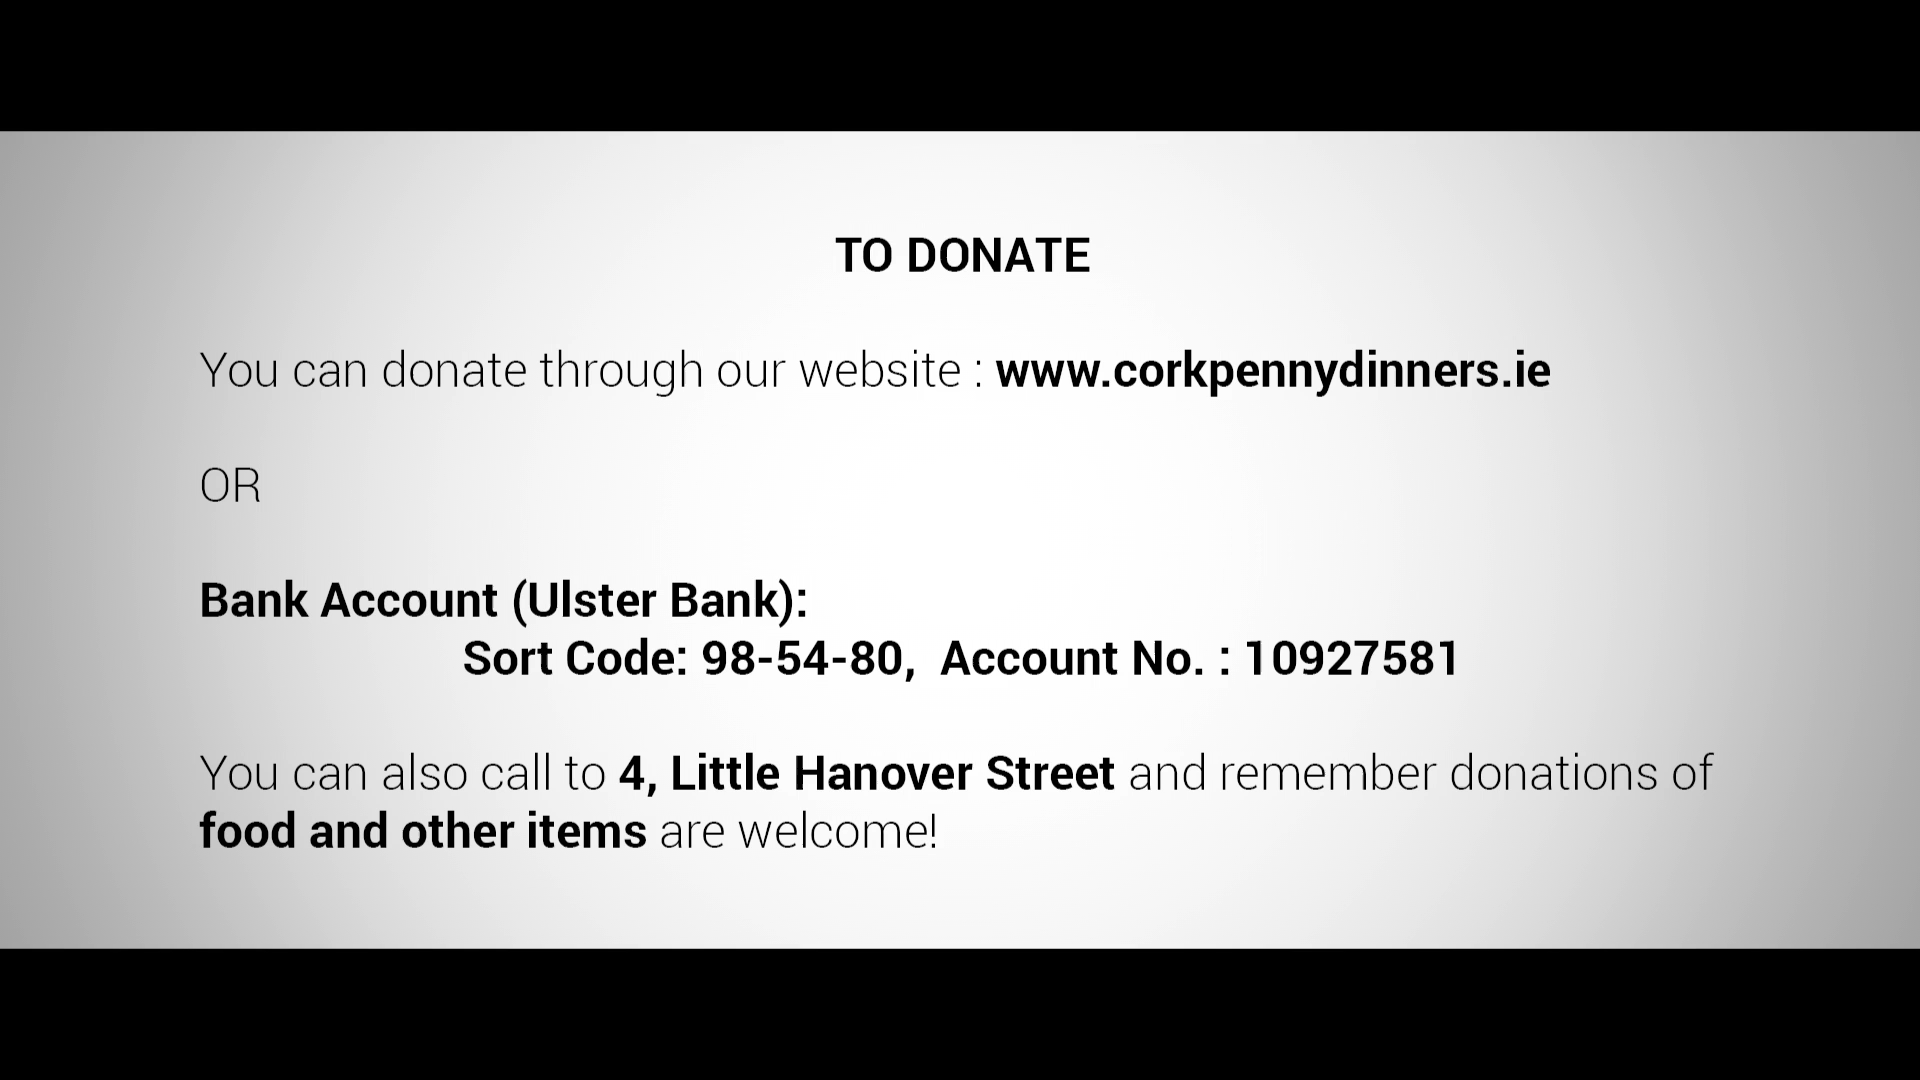 TO DONATE
You can donate through our website : www.corkpennydinners.ie
OR
Bank Account (Ulster Bank):
Sort Code: 98-54-80,  Account No. : 10927581
You can also call to 4, Little Hanover Street and remember donations of
food and other items are welcome!